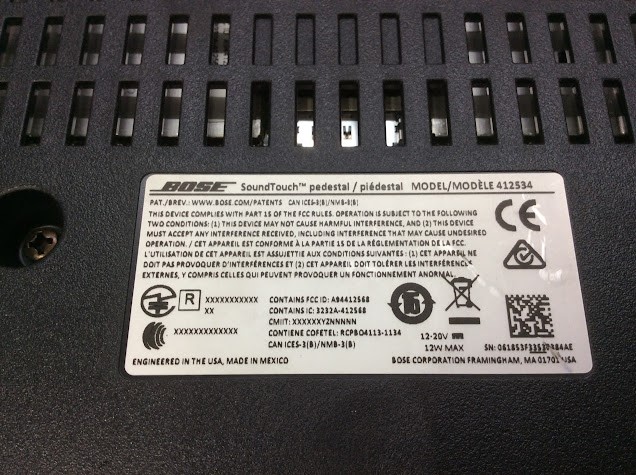 BOSE SoundTouch™ pedestal / piédestal MODEL/MODÈLE 412534
PAT./BREV.: WWW.BOSE.COM/PATENTS CAN ICES-3(B)/NMB-3(B)
THIS DEVICE COMPLIES WITH PART 15 OF THE FCC RULES. OPERATION IS SUBJECT TO THE FOLLOWING
TWO CONDITIONS: (1) THIS DEVICE MAY NOT CAUSE HARMFUL INTERFERENCE, AND (2) THIS DEVICE
MUST ACCEPT ANY INTERFERENCE RECEIVED, INCLUDING INTERFERENCE THAT MAY CAUSE UNDESIRED
OPERATION. / CET APPAREIL EST CONFORME À LA PARTIE 15 DE LA RÉGLEMENTATION DE LA FCC.
L'UTILISATION DE CET APPAREIL EST ASSUJETTIE AUX CONDITIONS SUIVANTES : (1) CET APPAREIL NE
DOIT PAS PROVOQUER D'INTERFÉRENCES ET (2) CET APPAREIL DOIT TOLÉRER LES INTERFÉRENCES
EXTERNES, Y COMPRIS CELLES QUI PEUVENT PROVOQUER UN FONCTIONNEMENT ANORMAL.
CE
R XXXXXXXXXXX
XX
XXXXXXXXXXXXX
CONTAINS FCC ID: A94412568
CONTAINS IC: 3232A-412568
CMIIT: XXXXXXYZNNNNN
CONTIENE COFETEL: RCPBO4113-1134
CAN ICES-3(B)/NMB-3(B)
15
12-20V
12W MAX
ENGINEERED IN THE USA, MADE IN MEXICO
SN:
BOSE CORPORATION FRAMINGHAM, MA 01701 USA